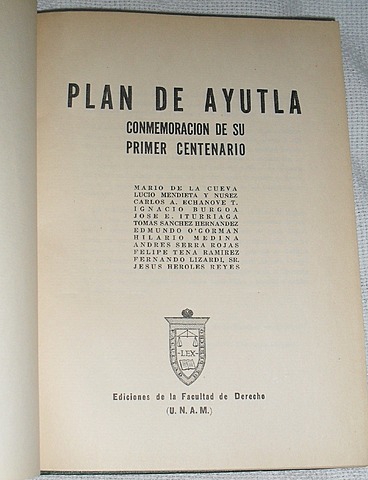 PLAN DE AYUTLA
CONMEMORACION DE SU
PRIMER CENTENARIO
MARIO DE LA CUEVA
LUCIO MENDIETA Y NUÑEZ
CARLOS A. ECHANOVE T.
IGNACIO BURGOA
JOSE E. ITURRIAGA
TOMAS SANCHEZ HERNANDEZ
EDMUNDO O'GORMAN
HILARIO MEDINA
ANDRES SERRA ROJAS
FELIPE TENA RAMIREZ
FERNANDO LIZARDI, SR.
JESUS HEROLES REYES
LEX
Ediciones de la Facultad de Derecho
(U. N. A. M.)